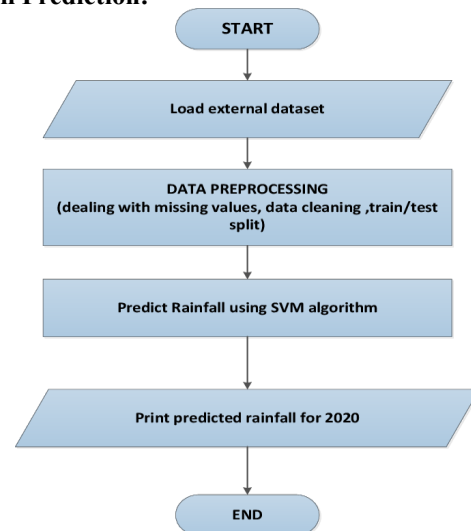 Prediction:
START
Load external dataset
DATA PREPROCESSING
(dealing with missing values, data cleaning ,train/test
split)
Predict Rainfall using SVM algorithm
Print predicted rainfall for 2020
END